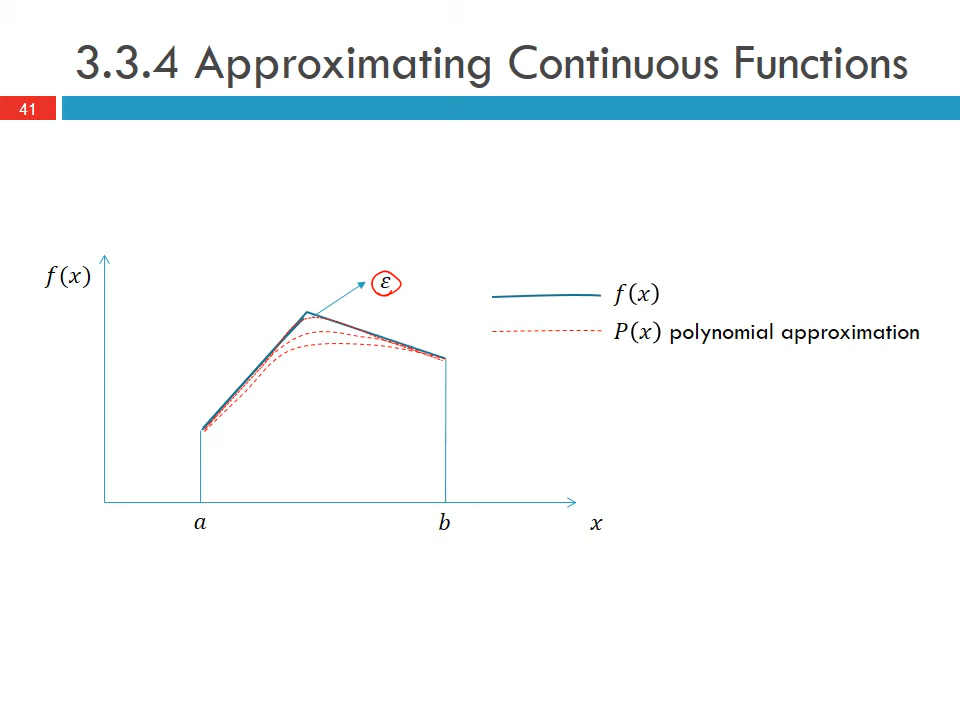 3.3.4 Approximating Continuous Functions
41
f(x)
ε
f(x)
P(x) polynomial approximation
a
b
x